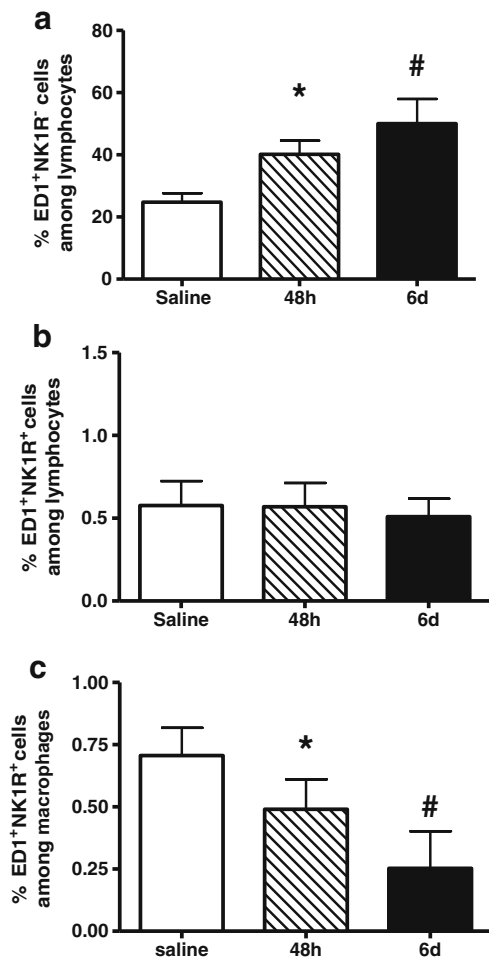 a
% ED1⁺NK1R⁻ cells
among lymphocytes
80
60
40
20
0
*
#
Saline 48h 6d
b
% ED1⁺NK1R⁺cells
among lymphocytes
1.5
1.0
0.5
0.0
Saline 48h 6d
c
% ED1⁺NK1R⁺cells
among macrophages
1.00
0.75
0.50
0.25
0.00
*
#
saline 48h 6d